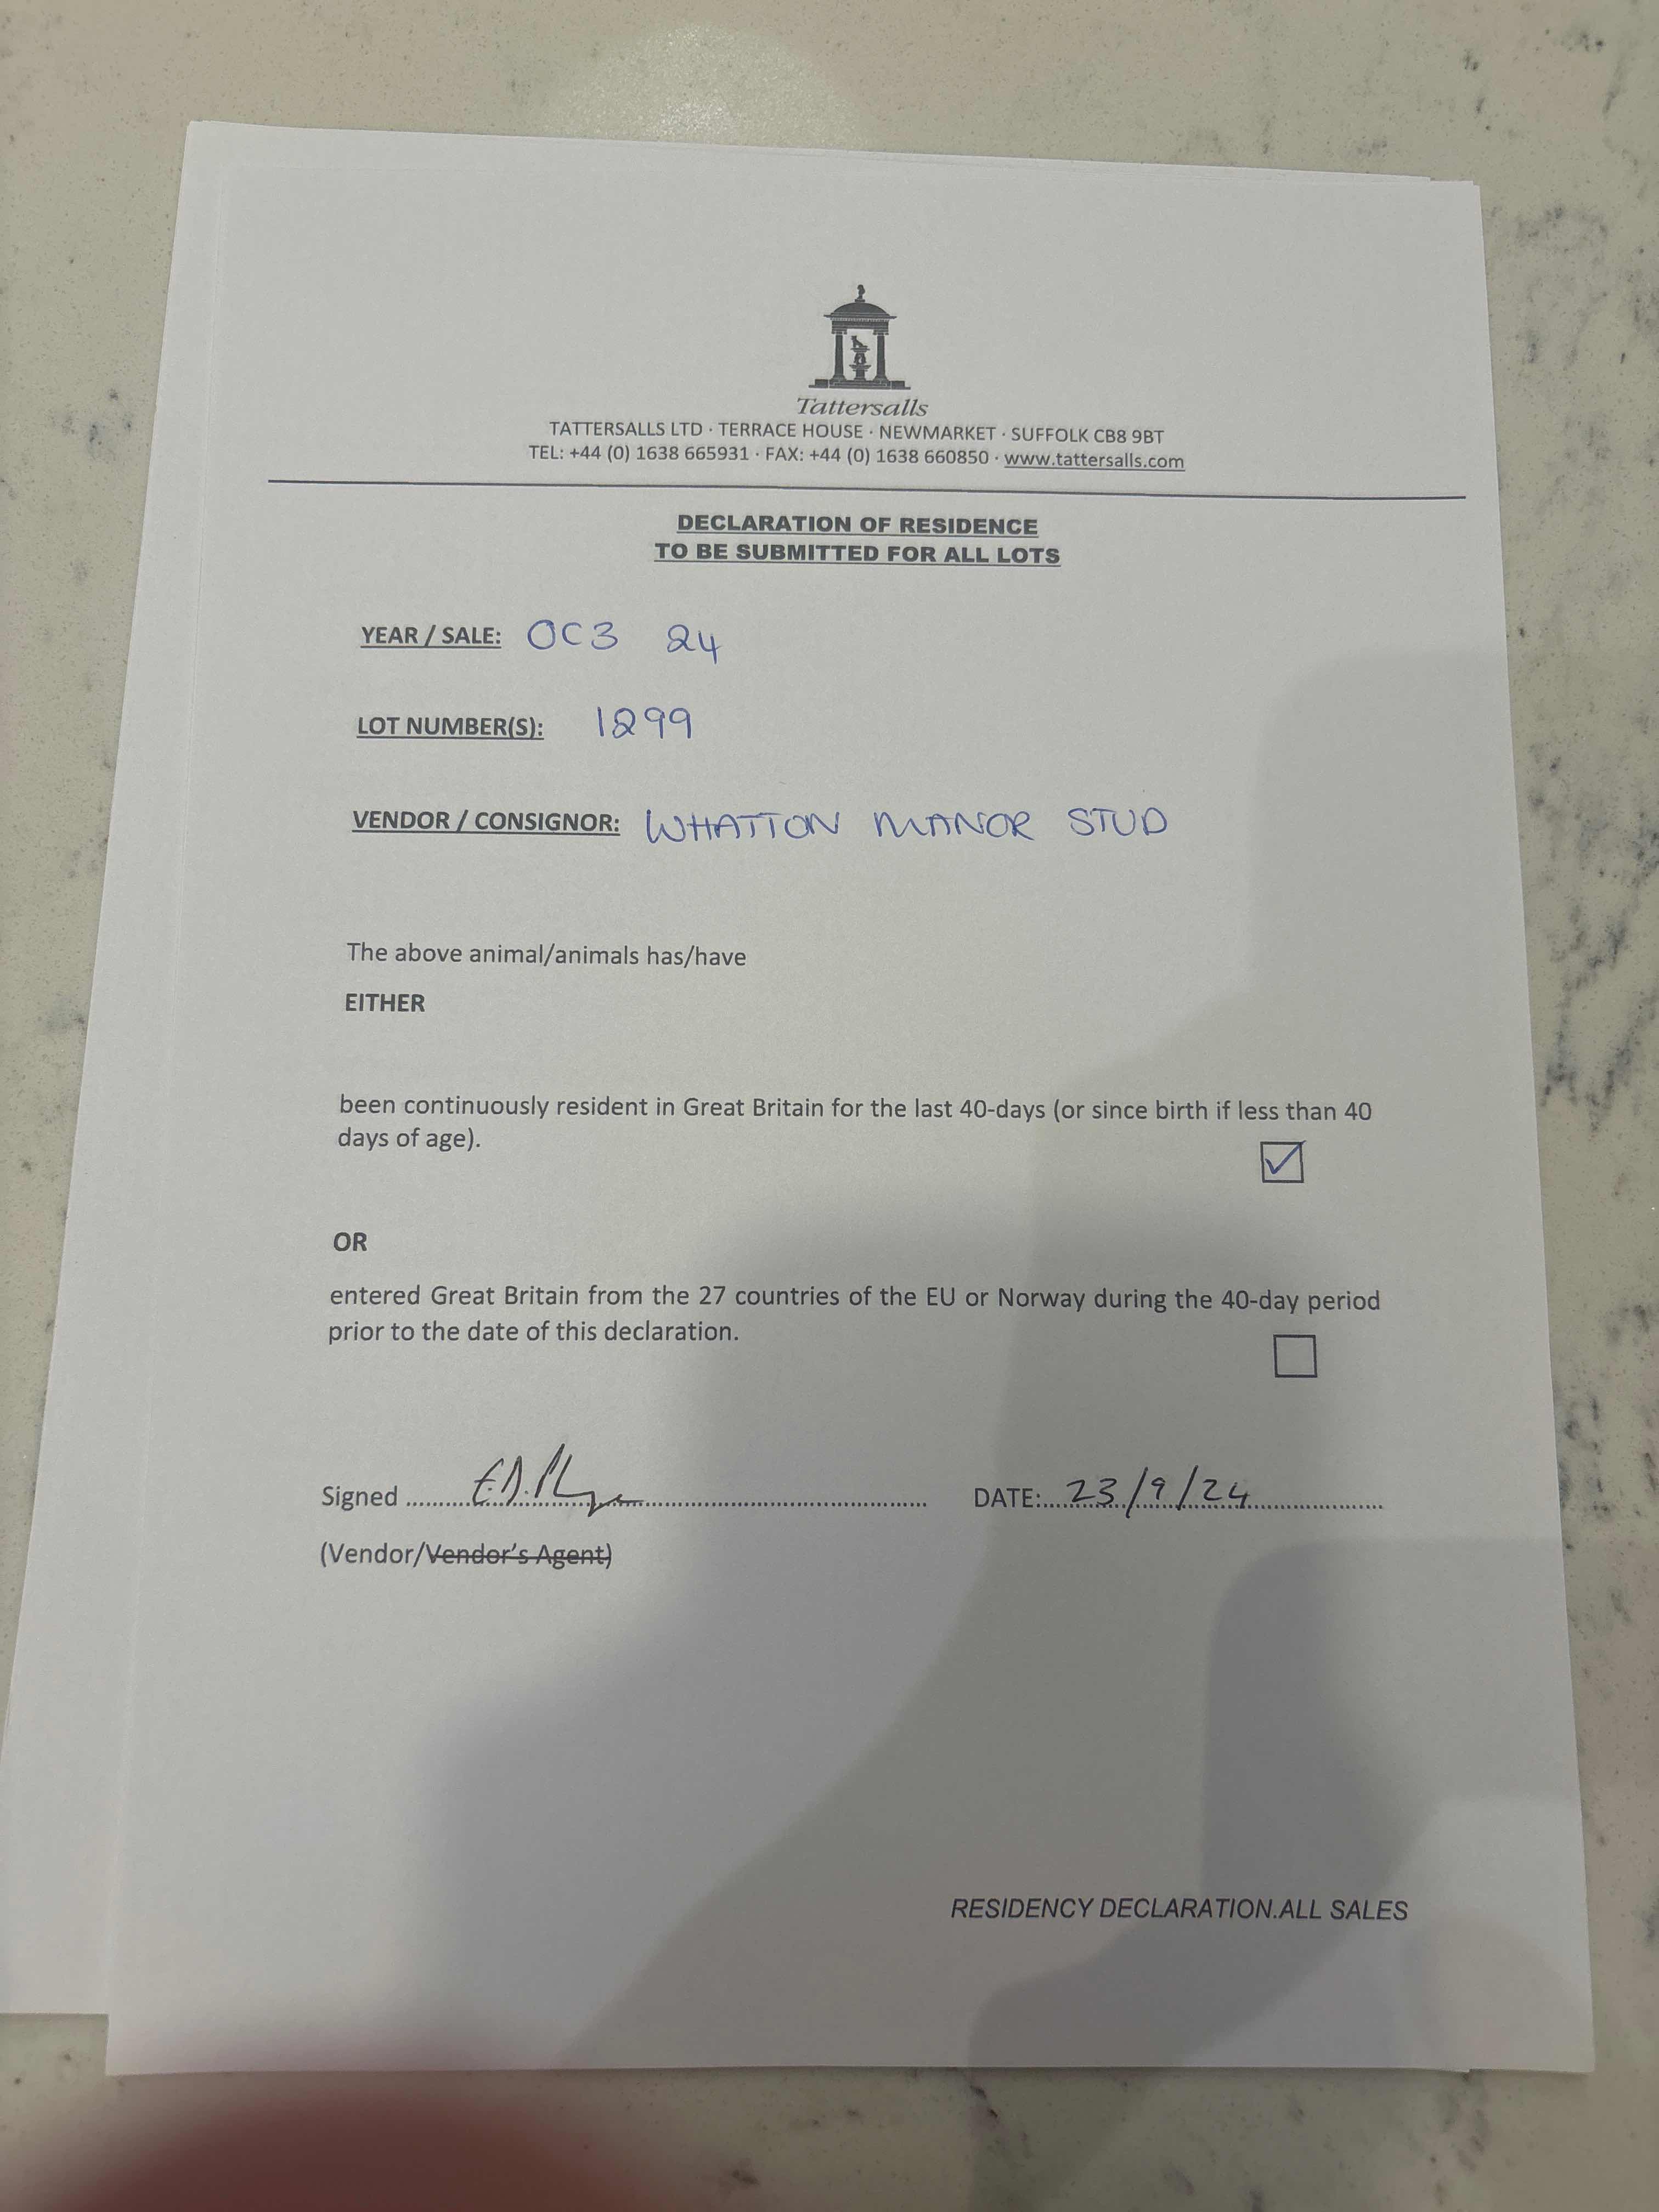 Tattersalls
TATTERSALLS LTD · TERRACE HOUSE · NEWMARKET · SUFFOLK CB8 9BT
TEL: +44 (0) 1638 665931 · FAX: +44 (0) 1638 660850 · www.tattersalls.com
DECLARATION OF RESIDENCE
TO BE SUBMITTED FOR ALL LOTS
YEAR / SALE: OC3 24
LOT NUMBER(S): 1299
VENDOR / CONSIGNOR: WHATTON MANOR STUD
The above animal/animals has/have
EITHER
been continuously resident in Great Britain for the last 40-days (or since birth if less than 40
days of age).
OR
entered Great Britain from the 27 countries of the EU or Norway during the 40-day period
prior to the date of this declaration.
Signed DATE: 23/9/24
(Vendor/Vendor's Agent)
RESIDENCY DECLARATION.ALL SALES